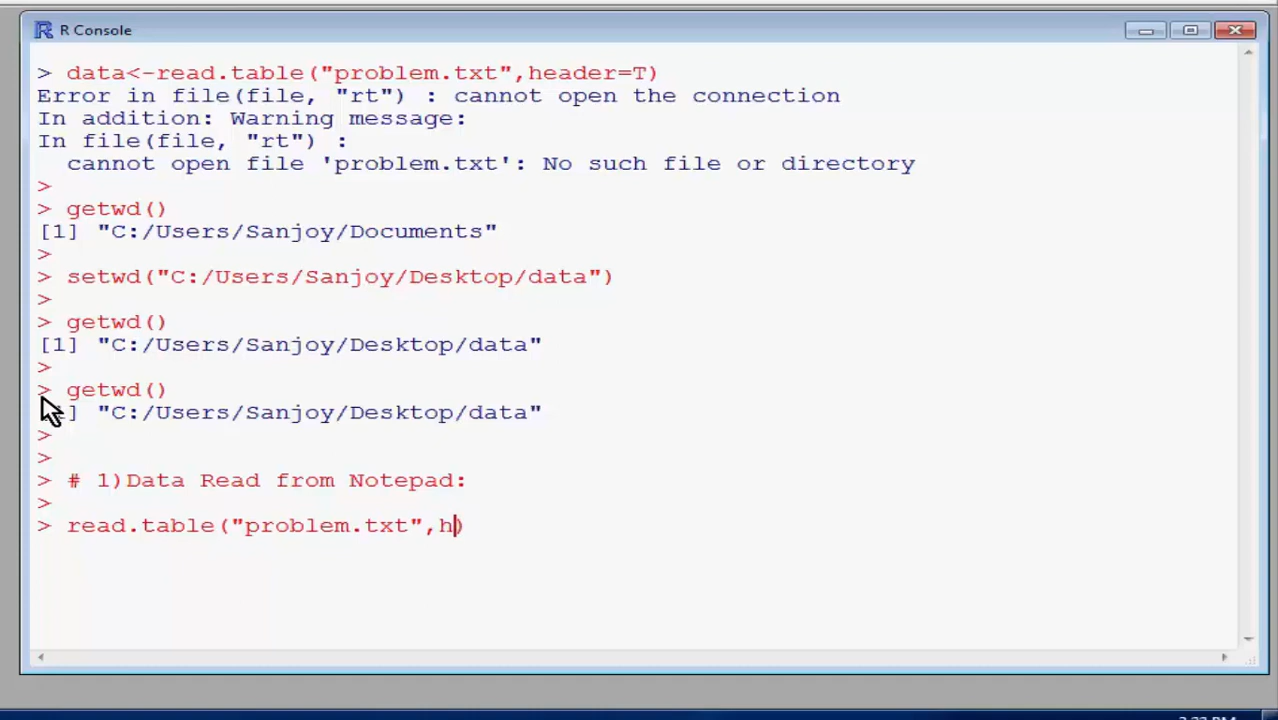 R Console
> data<-read.table("problem.txt",header=T)
Error in file(file, "rt") : cannot open the connection
In addition: Warning message:
In file(file, "rt") :
  cannot open file 'problem.txt': No such file or directory
>
> getwd()
[1] "C:/Users/Sanjoy/Documents"
>
> setwd("C:/Users/Sanjoy/Desktop/data")
>
> getwd()
[1] "C:/Users/Sanjoy/Desktop/data"
>
> getwd()
[1] "C:/Users/Sanjoy/Desktop/data"
>
>
> # 1)Data Read from Notepad:
>
> read.table("problem.txt",h)